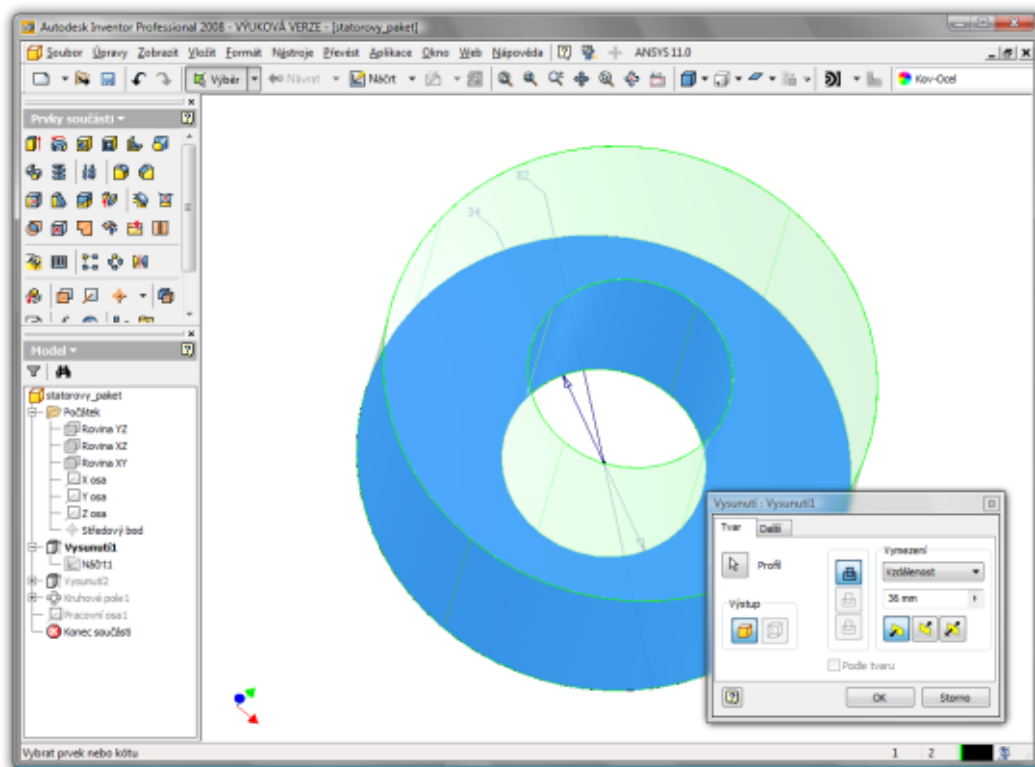 Autodesk Inventor Professional 2008 - VÝUKOVÁ VERZE - [statorovy_paket]
Soubor Úpravy Zobrazit Vložit Formát Nástroje Převést Aplikace Okno Web Nápověda ANSYS 11.0
Výběr Návrat Náčrt Kov-Ocel
Prvky součásti
82
34
Model
statorovy_paket
Počátek
Rovina YZ
Rovina XZ
Rovina XY
X osa
Y osa
Z osa
Středový bod
Vysunutí1
Náčrt1
Vysunutí2
Kruhové pole1
Pracovní osa1
Konec součásti
Vysunutí : Vysunutí1
Tvar Další
Profil
Výstup
Vymezení
Vzdálenost
36 mm
Podle tvaru
OK Storno
Vybrat prvek nebo kótu
1 2